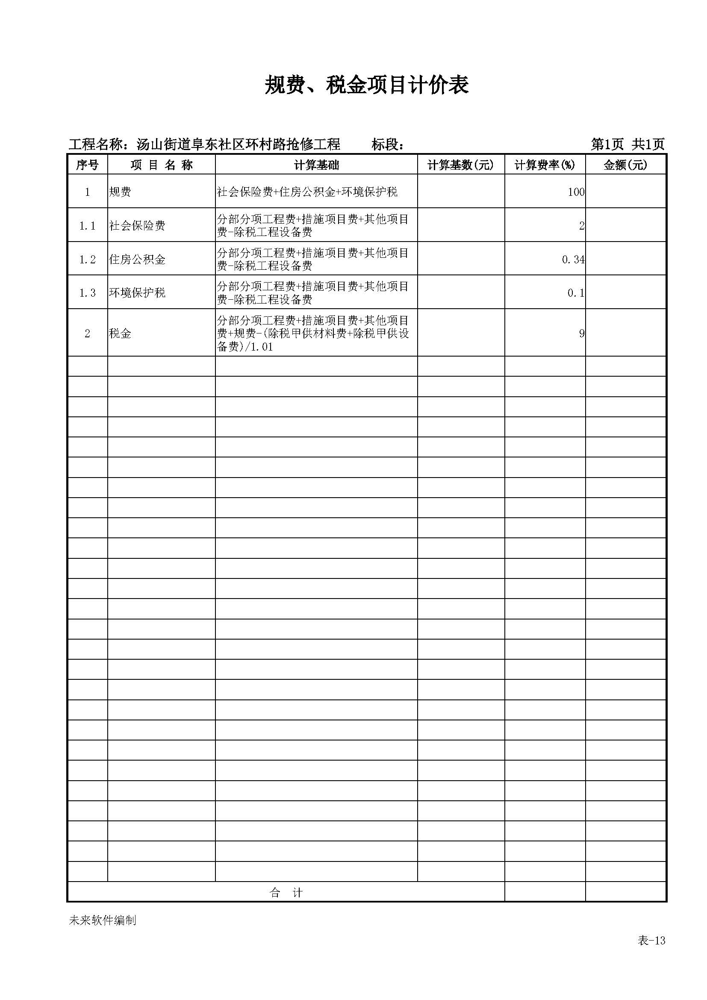 规费、税金项目计价表
工程名称：汤山街道阜东社区环村路抢修工程 标段： 第1页 共1页
序号 项 目 名 称 计算基础 计算基数(元) 计算费率(%) 金额(元)
1 规费 社会保险费+住房公积金+环境保护税 100
1.1 社会保险费 分部分项工程费+措施项目费+其他项目
费-除税工程设备费 2
1.2 住房公积金 分部分项工程费+措施项目费+其他项目
费-除税工程设备费 0.34
1.3 环境保护税 分部分项工程费+措施项目费+其他项目
费-除税工程设备费 0.1
2 税金 分部分项工程费+措施项目费+其他项目
费+规费-(除税甲供材料费+除税甲供设
备费)/1.01 9
合 计
未来软件编制
表-13